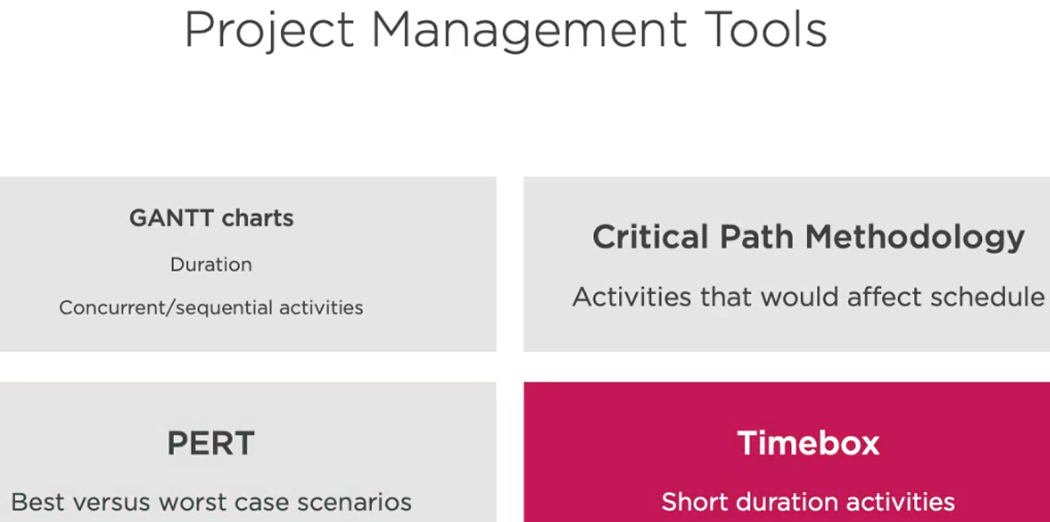 Project Management Tools
GANTT charts
Duration
Concurrent/sequential activities
Critical Path Methodology
Activities that would affect schedule
PERT
Best versus worst case scenarios
Timebox
Short duration activities